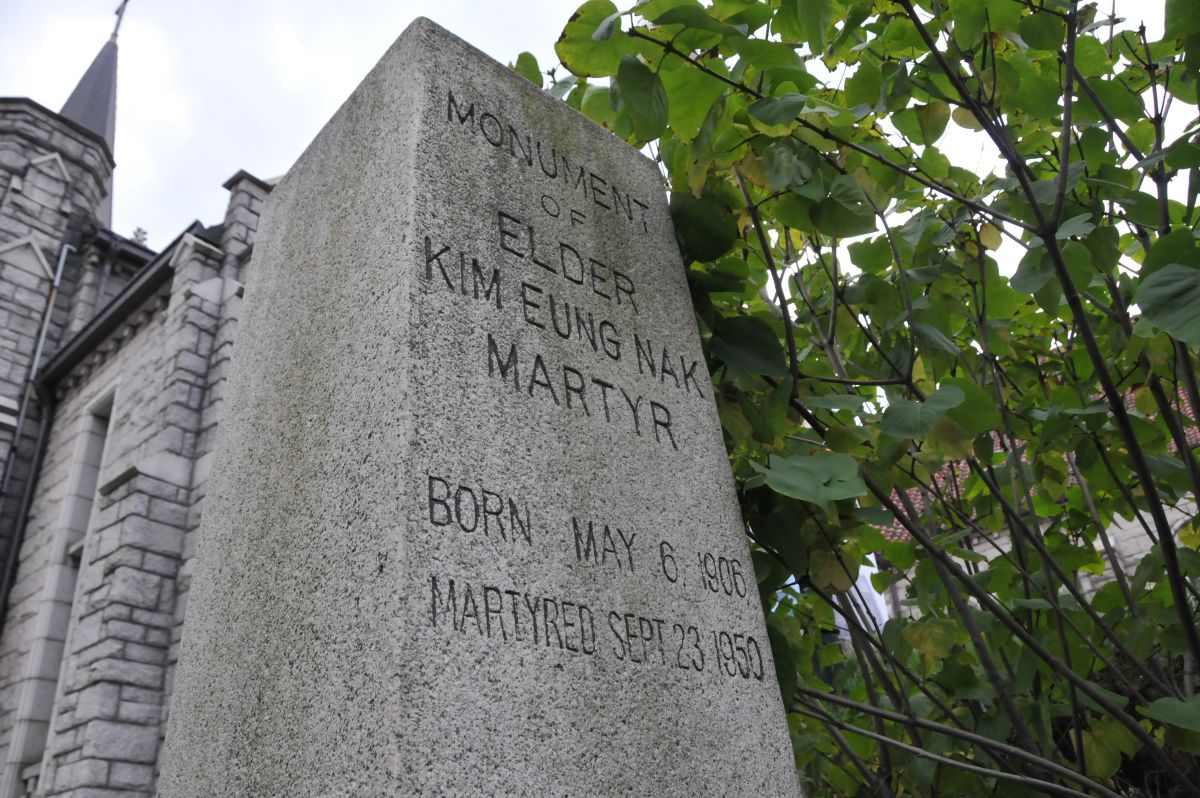 MONUMENT
OF
ELDER
KIM EUNG NAK
MARTYR
BORN MAY 6. 1906
MARTYRED SEPT. 23 1950